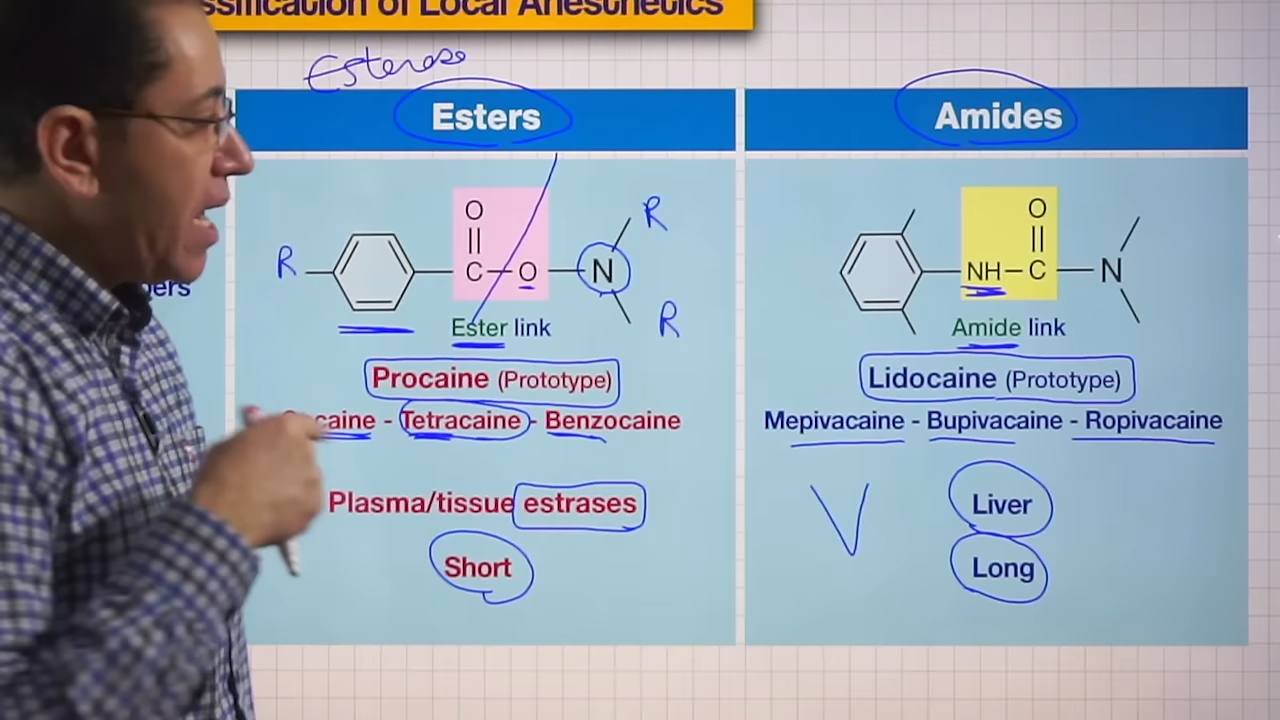 ssification of Local Anesthetics
Esterase
Esters
Amides
R
O
C
O
N
R
R
Ester link
O
NH
C
N
Amide link
Procaine (Prototype)
caine - Tetracaine - Benzocaine
Plasma/tissue estrases
Short
Lidocaine (Prototype)
Mepivacaine - Bupivacaine - Ropivacaine
Liver
Long
V